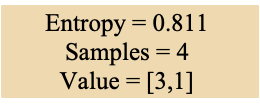 Entropy = 0.811
Samples = 4
Value = [3,1]